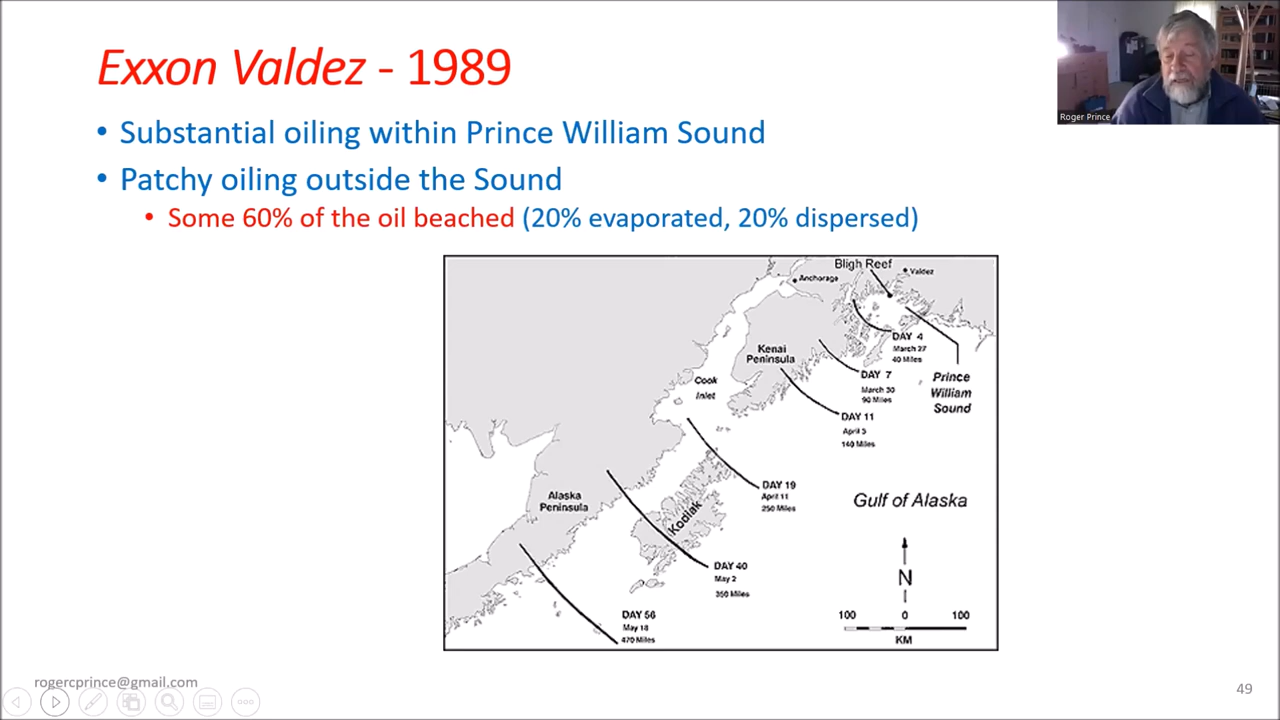 Exxon Valdez - 1989
• Substantial oiling within Prince William Sound
• Patchy oiling outside the Sound
• Some 60% of the oil beached (20% evaporated, 20% dispersed)
Roger Prince
Bligh Reef
Valdez
Anchorage
DAY 4
March 27
40 Miles
Kenai
Peninsula
DAY 7
March 30
90 Miles
Prince
William
Sound
Cook
Inlet
DAY 11
April 3
140 Miles
DAY 19
April 11
250 Miles
Alaska
Peninsula
Kodiak
Gulf of Alaska
DAY 40
May 2
350 Miles
N
DAY 56
May 18
470 Miles
100 0 100
KM
rogercprince@gmail.com
49